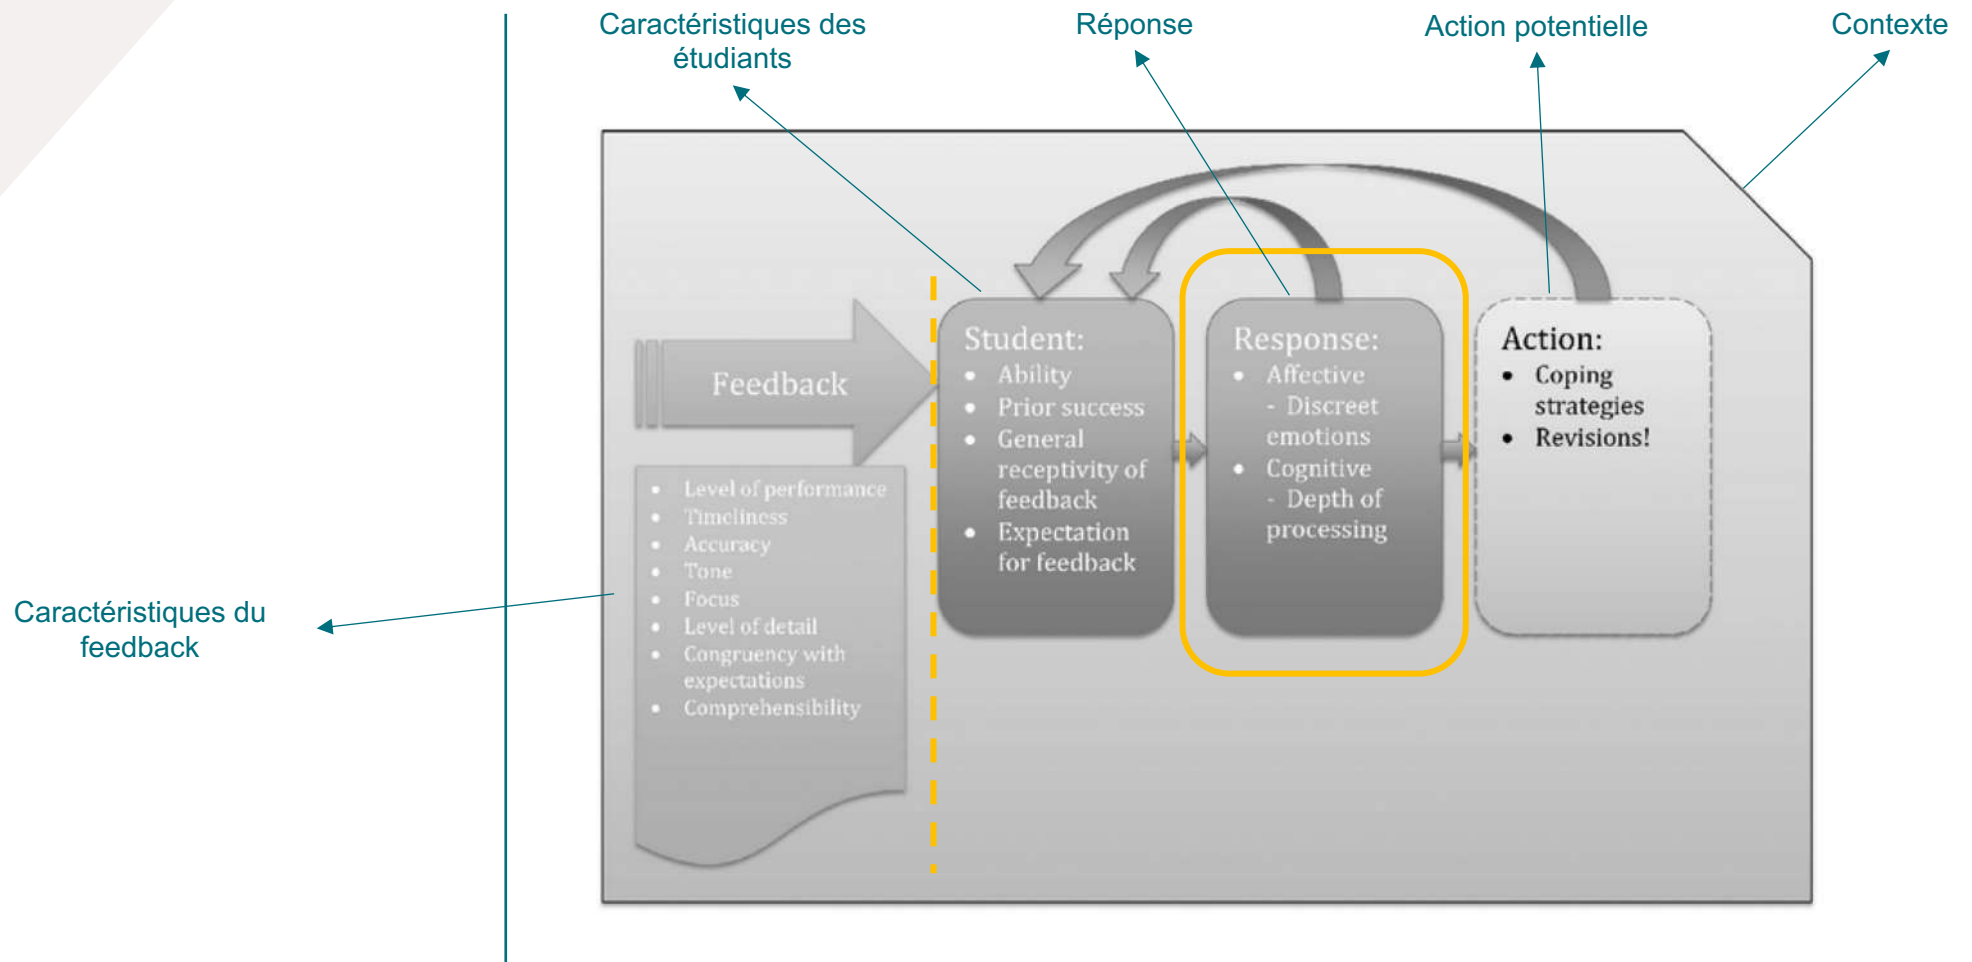 Caractéristiques des
étudiants
Réponse
Action potentielle
Contexte
Caractéristiques du
feedback
Feedback
• Level of performance
• Timeliness
• Accuracy
• Tone
• Focus
• Level of detail
• Congruency with
expectations
• Comprehensibility
Student:
• Ability
• Prior success
• General
receptivity of
feedback
• Expectation
for feedback
Response:
• Affective
- Discreet
emotions
• Cognitive
- Depth of
processing
Action:
• Coping
strategies
• Revisions!